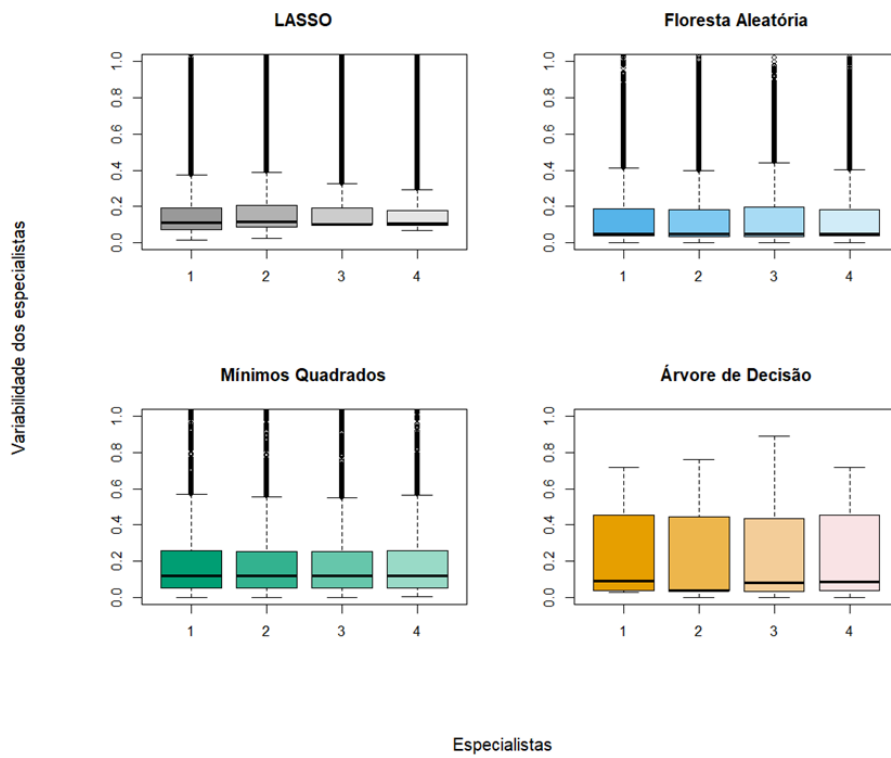 LASSO
1.0
0.8
0.6
0.4
0.2
0.0
1 2 3 4
Floresta Aleatória
1.0
0.8
0.6
0.4
0.2
0.0
1 2 3 4
Variabilidade dos especialistas
Mínimos Quadrados
1.0
0.8
0.6
0.4
0.2
0.0
1 2 3 4
Árvore de Decisão
1.0
0.8
0.6
0.4
0.2
0.0
1 2 3 4
Especialistas